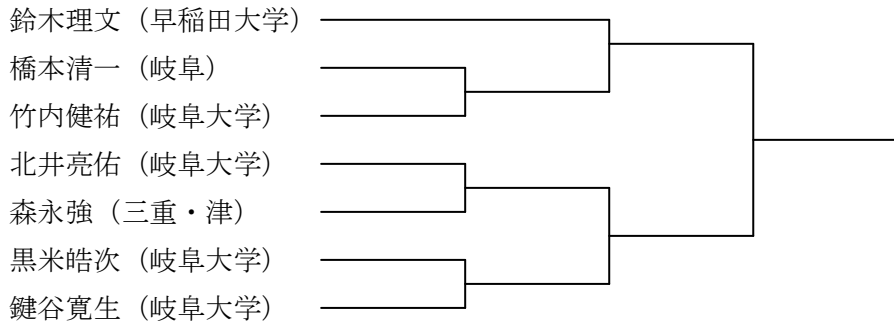 鈴木理文（早稲田大学）
橋本清一（岐阜）
竹内健祐（岐阜大学）
北井亮佑（岐阜大学）
森永強（三重・津）
黒米皓次（岐阜大学）
鍵谷寛生（岐阜大学）